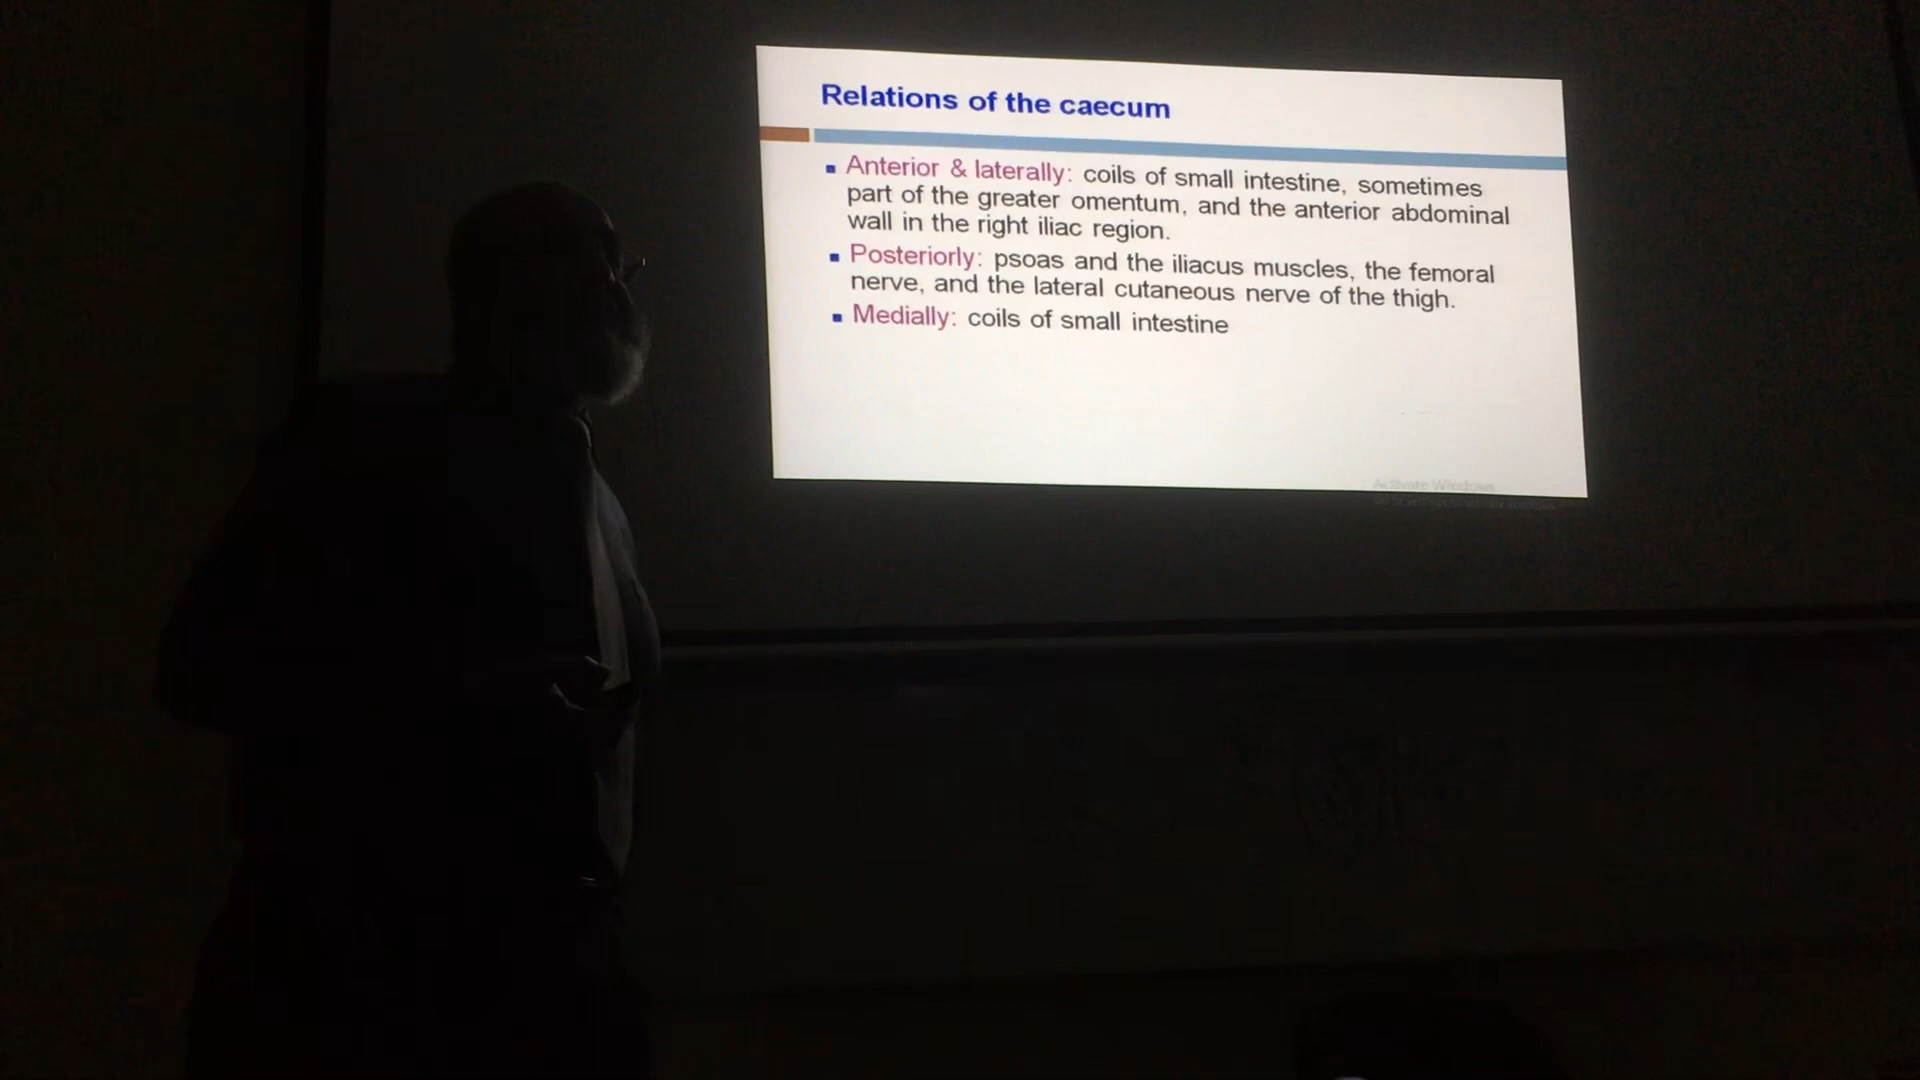 Relations of the caecum
▪ Anterior & laterally: coils of small intestine, sometimes
part of the greater omentum, and the anterior abdominal
wall in the right iliac region.
▪ Posteriorly: psoas and the iliacus muscles, the femoral
nerve, and the lateral cutaneous nerve of the thigh.
▪ Medially: coils of small intestine
Activate Windows